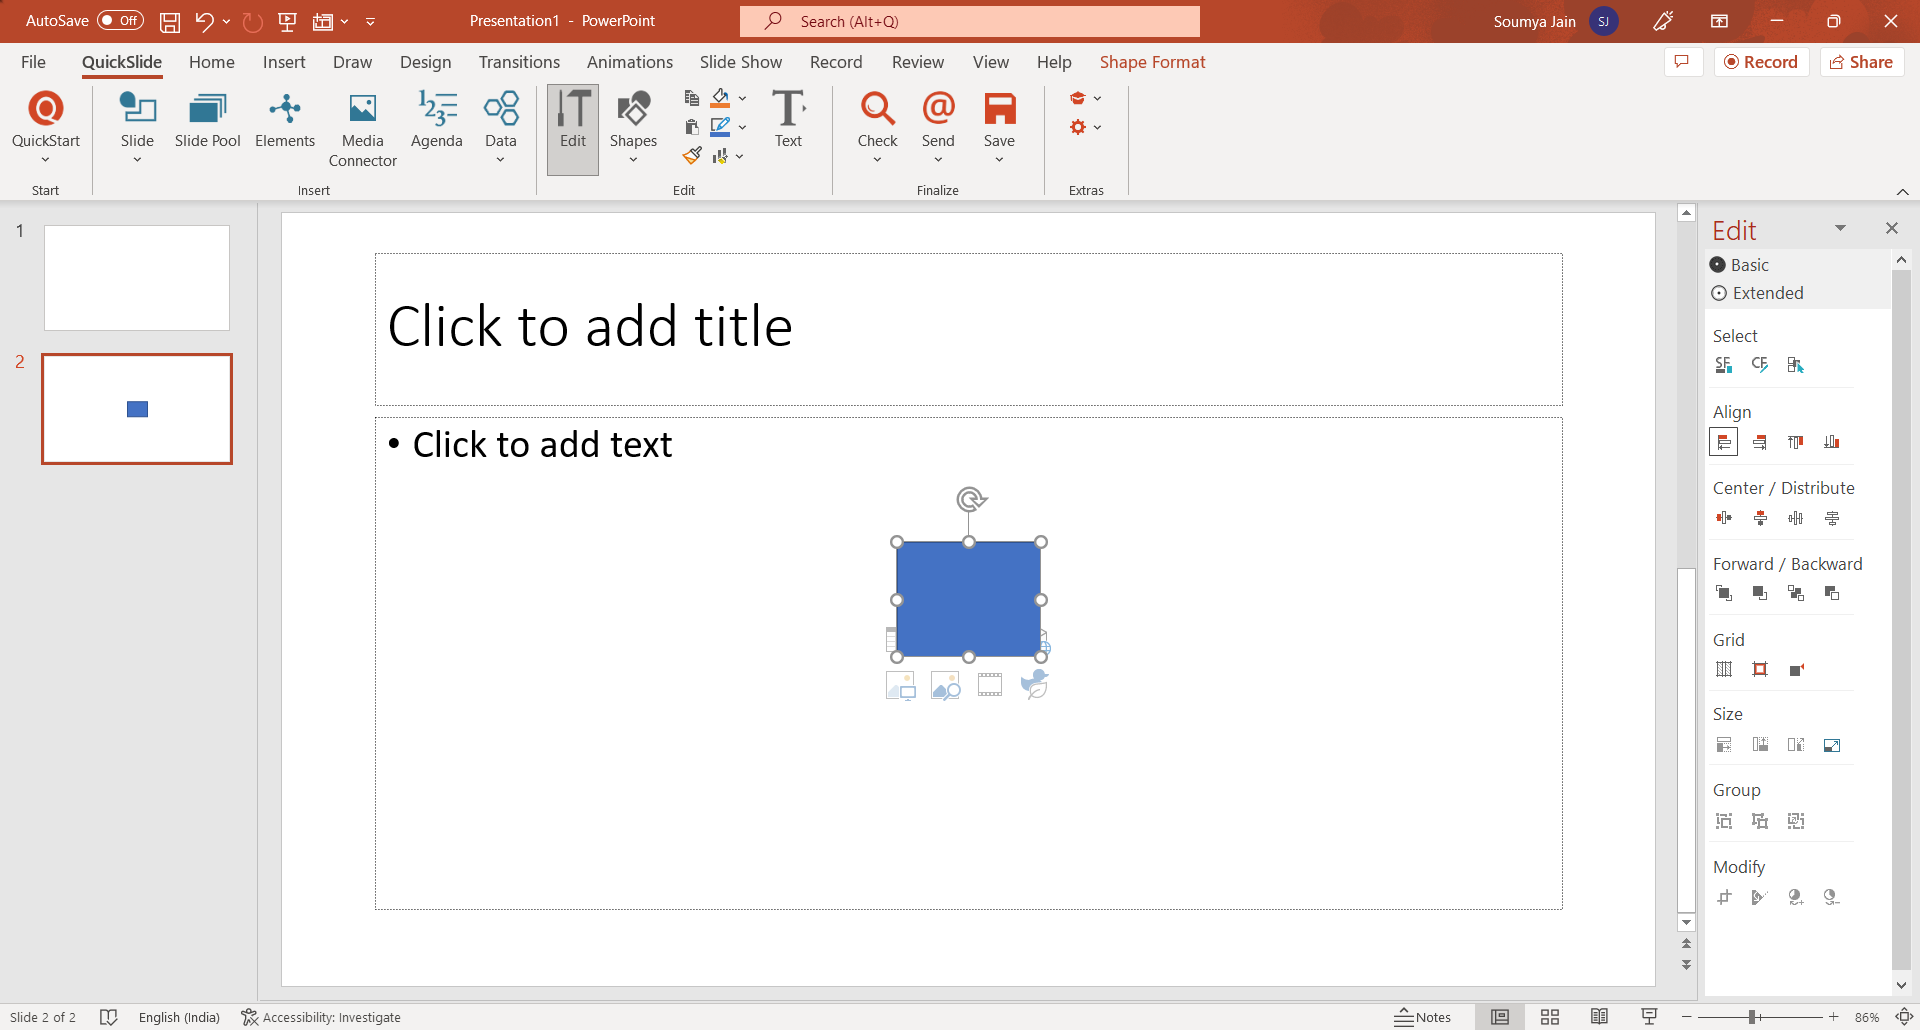 AutoSave Off Presentation1 - PowerPoint Search (Alt+Q) Soumya Jain SJ
File QuickSlide Home Insert Draw Design Transitions Animations Slide Show Record Review View Help Shape Format Record Share
QuickStart
Start
Slide
Slide Pool
Elements
Media
Connector
Agenda
Data
Insert
Edit
Shapes
Text
Edit
Check
Send
Save
Finalize
Extras
1
2
Click to add title
• Click to add text
Edit
Basic
Extended
Select
SF CF
Align
Center / Distribute
Forward / Backward
Grid
Size
Group
Modify
Slide 2 of 2 English (India) Accessibility: Investigate Notes 86%